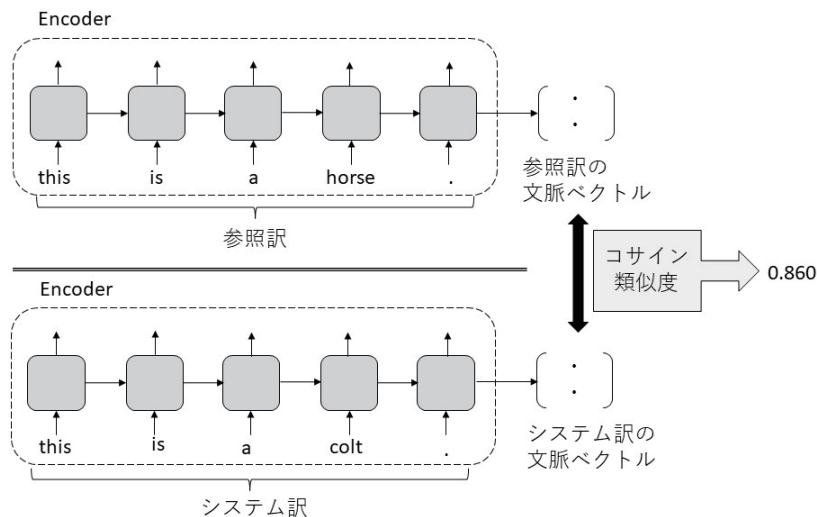 Encoder
this is a horse .
参照訳
参照訳の
文脈ベクトル
コサイン
類似度
0.860
Encoder
this is a colt .
システム訳
システム訳の
文脈ベクトル